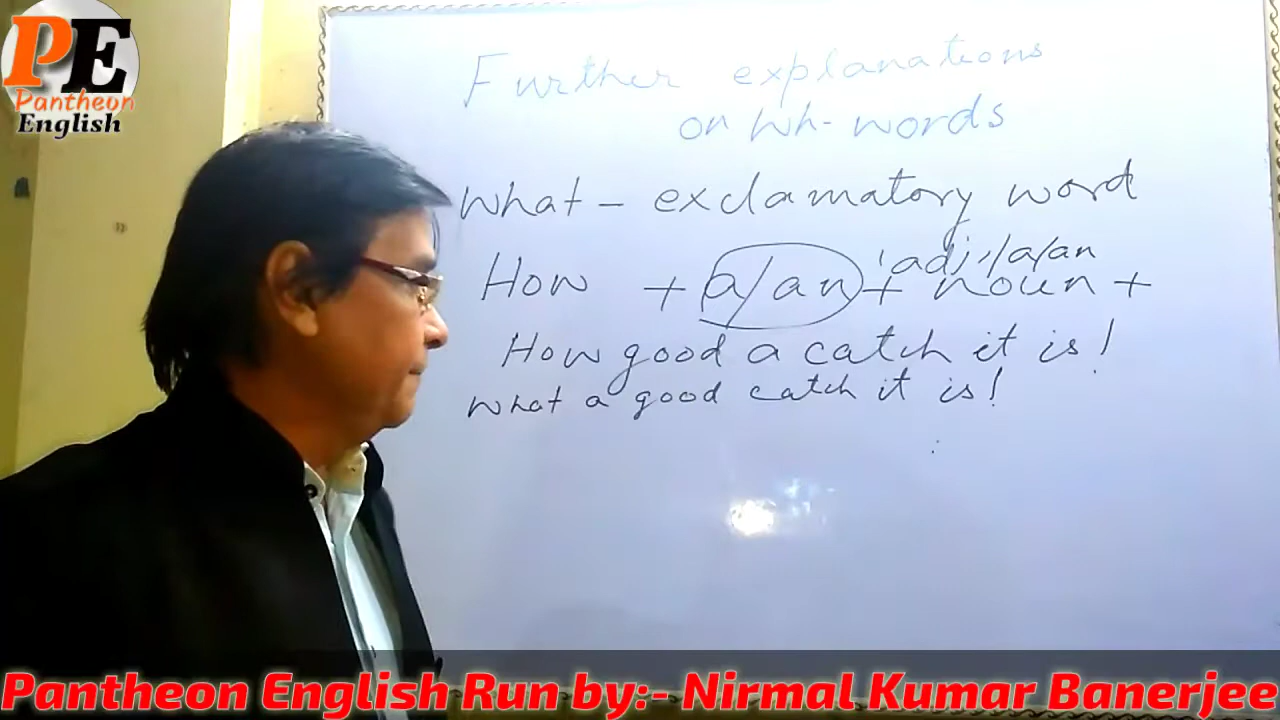 PE
Pantheon
English
Further explanations
on wh- words
What - exclamatory word
adj./a/an
How + a/an + noun +
How good a catch it is!
What a good catch it is!
Pantheon English Run by:- Nirmal Kumar Banerjee